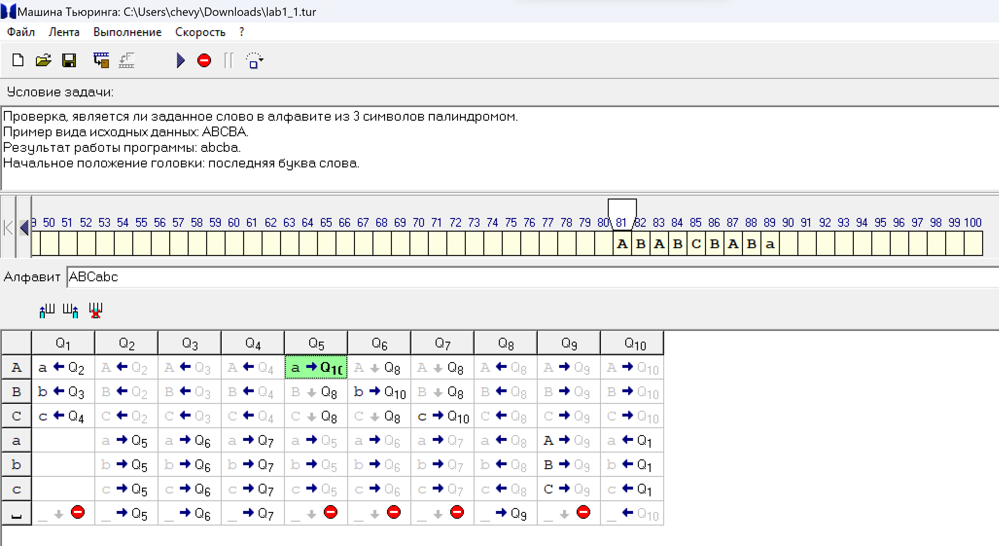 Машина Тьюринга: C:\Users\chevy\Downloads\lab1_1.tur
Файл Лента Выполнение Скорость ?
Условие задачи:
Проверка, является ли заданное слово в алфавите из 3 символов палиндромом.
Пример вида исходных данных: ABCBA.
Результат работы программы: abcba.
Начальное положение головки: последняя буква слова.
9 50 51 52 53 54 55 56 57 58 59 60 61 62 63 64 65 66 67 68 69 70 71 72 73 74 75 76 77 78 79 80 81 82 83 84 85 86 87 88 89 90 91 92 93 94 95 96 97 98 99 100
A B A B C B A B a
Алфавит ABCabc
Q1 Q2 Q3 Q4 Q5 Q6 Q7 Q8 Q9 Q10
A a ← Q2 A ← Q2 A ← Q3 A ← Q4 a → Q1( A ↓ Q8 A ↓ Q8 A ← Q8 A → Q9 A → Q10
B b ← Q3 B ← Q2 B ← Q3 B ← Q4 B ↓ Q8 b → Q10 B ↓ Q8 B ← Q8 B → Q9 B → Q10
C c ← Q4 C ← Q2 C ← Q3 C ← Q4 C ↓ Q8 C ↓ Q8 c → Q10 C ← Q8 C → Q9 C → Q10
a a → Q5 a → Q6 a → Q7 a → Q5 a → Q6 a → Q7 a ← Q8 A → Q9 a ← Q1
b b → Q5 b → Q6 b → Q7 b → Q5 b → Q6 b → Q7 b ← Q8 B → Q9 b ← Q1
c c → Q5 c → Q6 c → Q7 c → Q5 c → Q6 c → Q7 c ← Q8 C → Q9 c ← Q1
␣ _ ↓ _ → Q5 _ → Q6 _ → Q7 _ ↓ _ ↓ _ ↓ _ → Q9 _ ↓ _ ← Q10